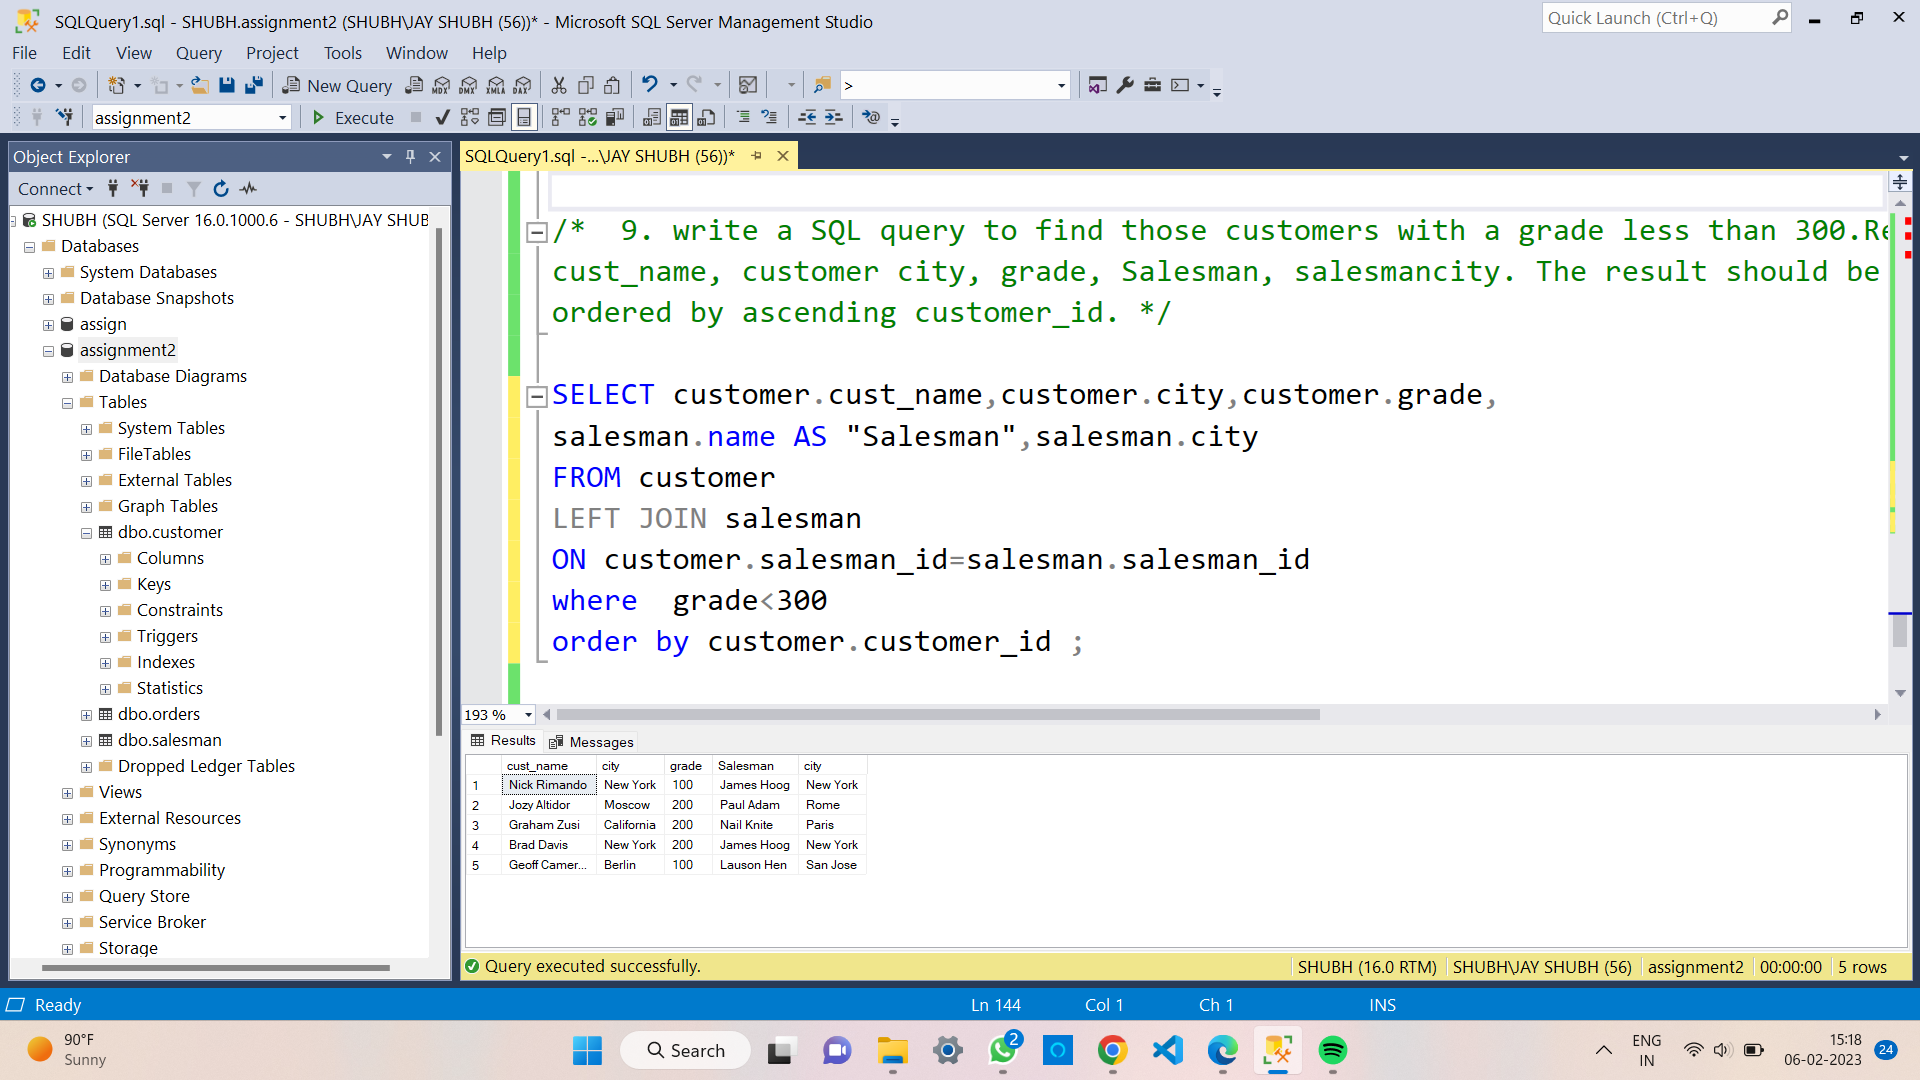 SQLQuery1.sql - SHUBH.assignment2 (SHUBH\JAY SHUBH (56))* - Microsoft SQL Server Management Studio
Quick Launch (Ctrl+Q)
File Edit View Query Project Tools Window Help
New Query MDX DMX XMLA DAX >
assignment2 Execute
Object Explorer
Connect
SHUBH (SQL Server 16.0.1000.6 - SHUBH\JAY SHUB
Databases
System Databases
Database Snapshots
assign
assignment2
Database Diagrams
Tables
System Tables
FileTables
External Tables
Graph Tables
dbo.customer
Columns
Keys
Constraints
Triggers
Indexes
Statistics
dbo.orders
dbo.salesman
Dropped Ledger Tables
Views
External Resources
Synonyms
Programmability
Query Store
Service Broker
Storage
SQLQuery1.sql -...\JAY SHUBH (56))*
/*  9. write a SQL query to find those customers with a grade less than 300.Re
cust_name, customer city, grade, Salesman, salesmancity. The result should be
ordered by ascending customer_id. */
SELECT customer.cust_name,customer.city,customer.grade,
salesman.name AS "Salesman",salesman.city
FROM customer
LEFT JOIN salesman
ON customer.salesman_id=salesman.salesman_id
where  grade<300
order by customer.customer_id ;
193 %
Results Messages
cust_name city grade Salesman city
1 Nick Rimando New York 100 James Hoog New York
2 Jozy Altidor Moscow 200 Paul Adam Rome
3 Graham Zusi California 200 Nail Knite Paris
4 Brad Davis New York 200 James Hoog New York
5 Geoff Camer... Berlin 100 Lauson Hen San Jose
Query executed successfully. SHUBH (16.0 RTM) SHUBH\JAY SHUBH (56) assignment2 00:00:00 5 rows
Ready Ln 144 Col 1 Ch 1 INS
90°F
Sunny
Search
2
ENG
IN
15:18
06-02-2023
24